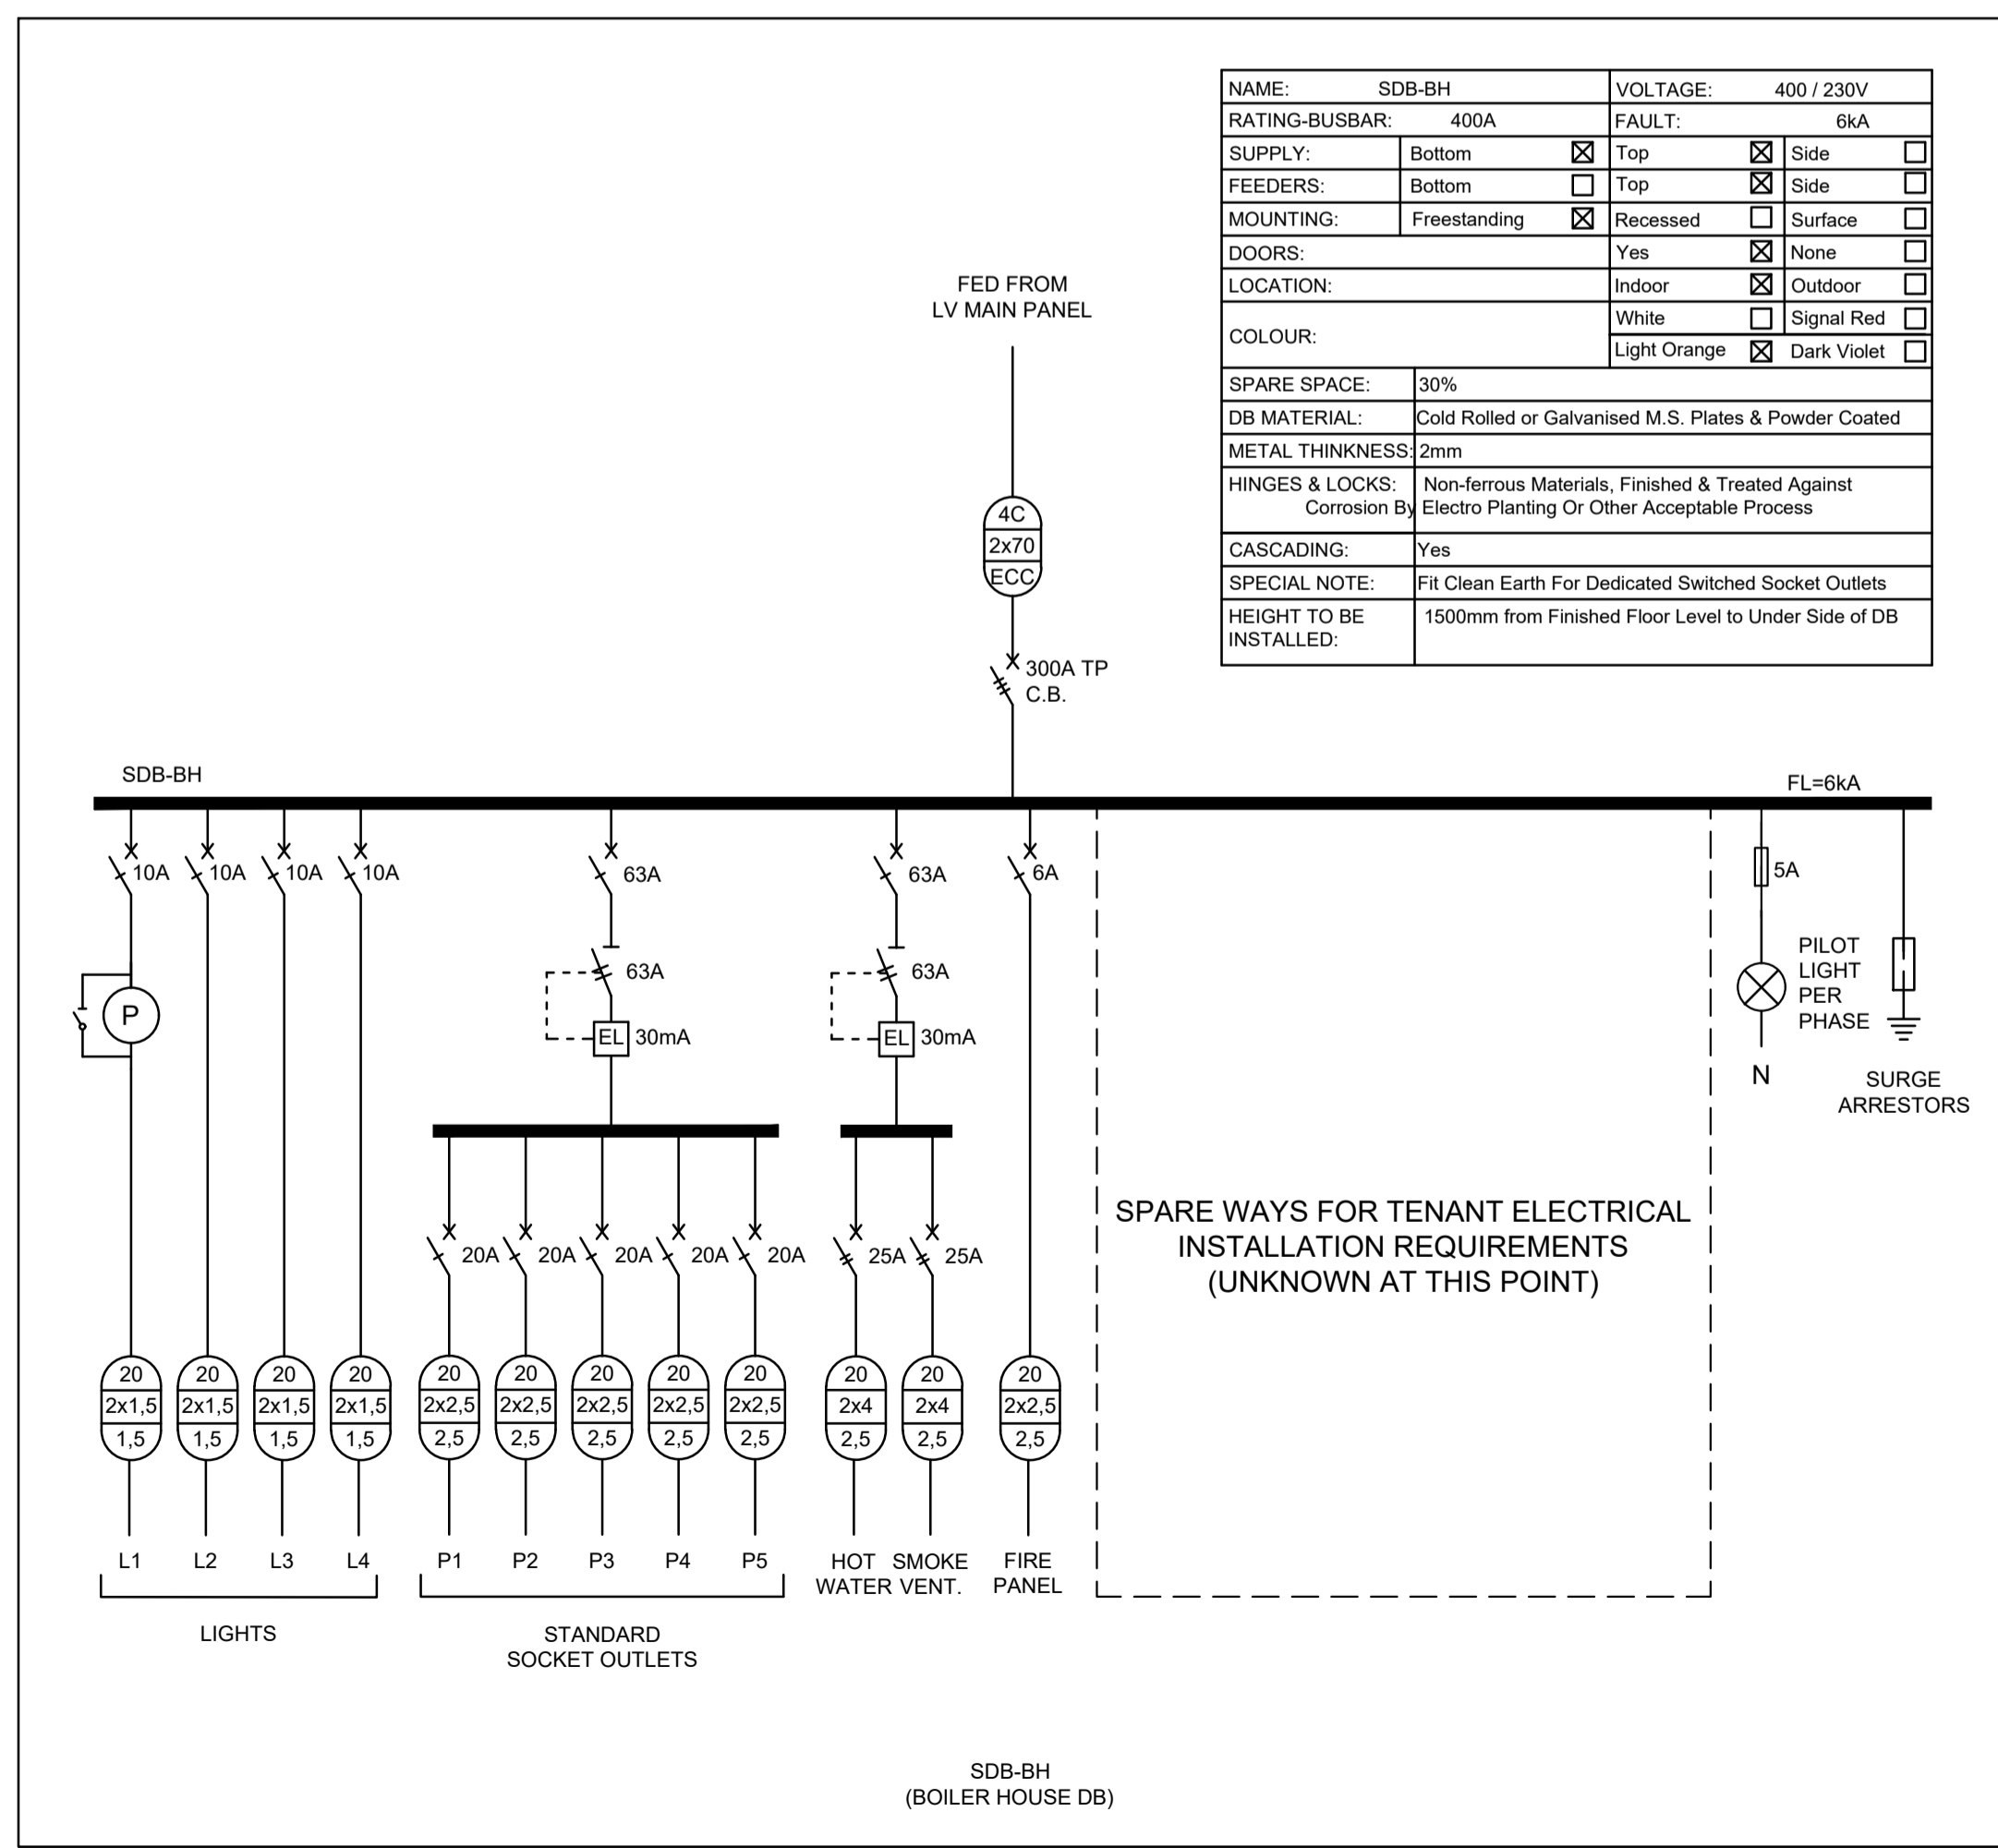 NAME: SDB-BH VOLTAGE: 400 / 230V
RATING-BUSBAR: 400A FAULT: 6kA
SUPPLY: Bottom Top Side
FEEDERS: Bottom Top Side
MOUNTING: Freestanding Recessed Surface
DOORS: Yes None
LOCATION: Indoor Outdoor
COLOUR: White Signal Red
Light Orange Dark Violet
SPARE SPACE: 30%
DB MATERIAL: Cold Rolled or Galvanised M.S. Plates & Powder Coated
METAL THINKNESS: 2mm
HINGES & LOCKS: Non-ferrous Materials, Finished & Treated Against
Corrosion By Electro Planting Or Other Acceptable Process
CASCADING: Yes
SPECIAL NOTE: Fit Clean Earth For Dedicated Switched Socket Outlets
HEIGHT TO BE 1500mm from Finished Floor Level to Under Side of DB
INSTALLED:
FED FROM
LV MAIN PANEL
4C
2x70
ECC
300A TP
C.B.
SDB-BH FL=6kA
10A 10A 10A 10A 63A 63A 6A 5A
63A 63A
P
EL 30mA EL 30mA
PILOT
LIGHT
PER
PHASE
N
SURGE
ARRESTORS
20A 20A 20A 20A 20A 25A 25A
SPARE WAYS FOR TENANT ELECTRICAL
INSTALLATION REQUIREMENTS
(UNKNOWN AT THIS POINT)
20 20 20 20 20 20 20 20 20 20 20 20
2x1,5 2x1,5 2x1,5 2x1,5 2x2,5 2x2,5 2x2,5 2x2,5 2x2,5 2x4 2x4 2x2,5
1,5 1,5 1,5 1,5 2,5 2,5 2,5 2,5 2,5 2,5 2,5 2,5
L1 L2 L3 L4 P1 P2 P3 P4 P5 HOT SMOKE FIRE
WATER VENT. PANEL
LIGHTS
STANDARD
SOCKET OUTLETS
SDB-BH
(BOILER HOUSE DB)